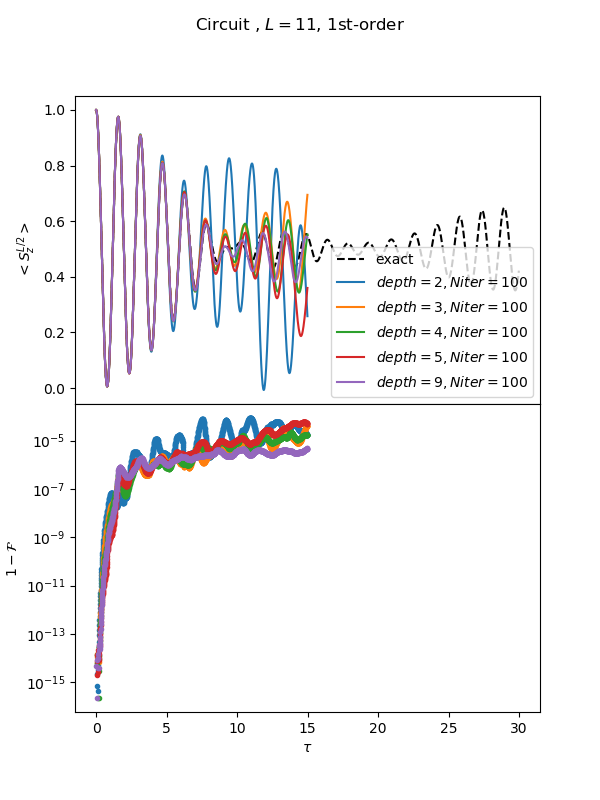 Circuit , L = 11, 1st-order
1.0
0.8
0.6
0.4
0.2
0.0
< S_z^{L/2} >
exact
depth = 2, Niter = 100
depth = 3, Niter = 100
depth = 4, Niter = 100
depth = 5, Niter = 100
depth = 9, Niter = 100
10^{-5}
10^{-7}
10^{-9}
10^{-11}
10^{-13}
10^{-15}
1 − ℱ
0 5 10 15 20 25 30
τ